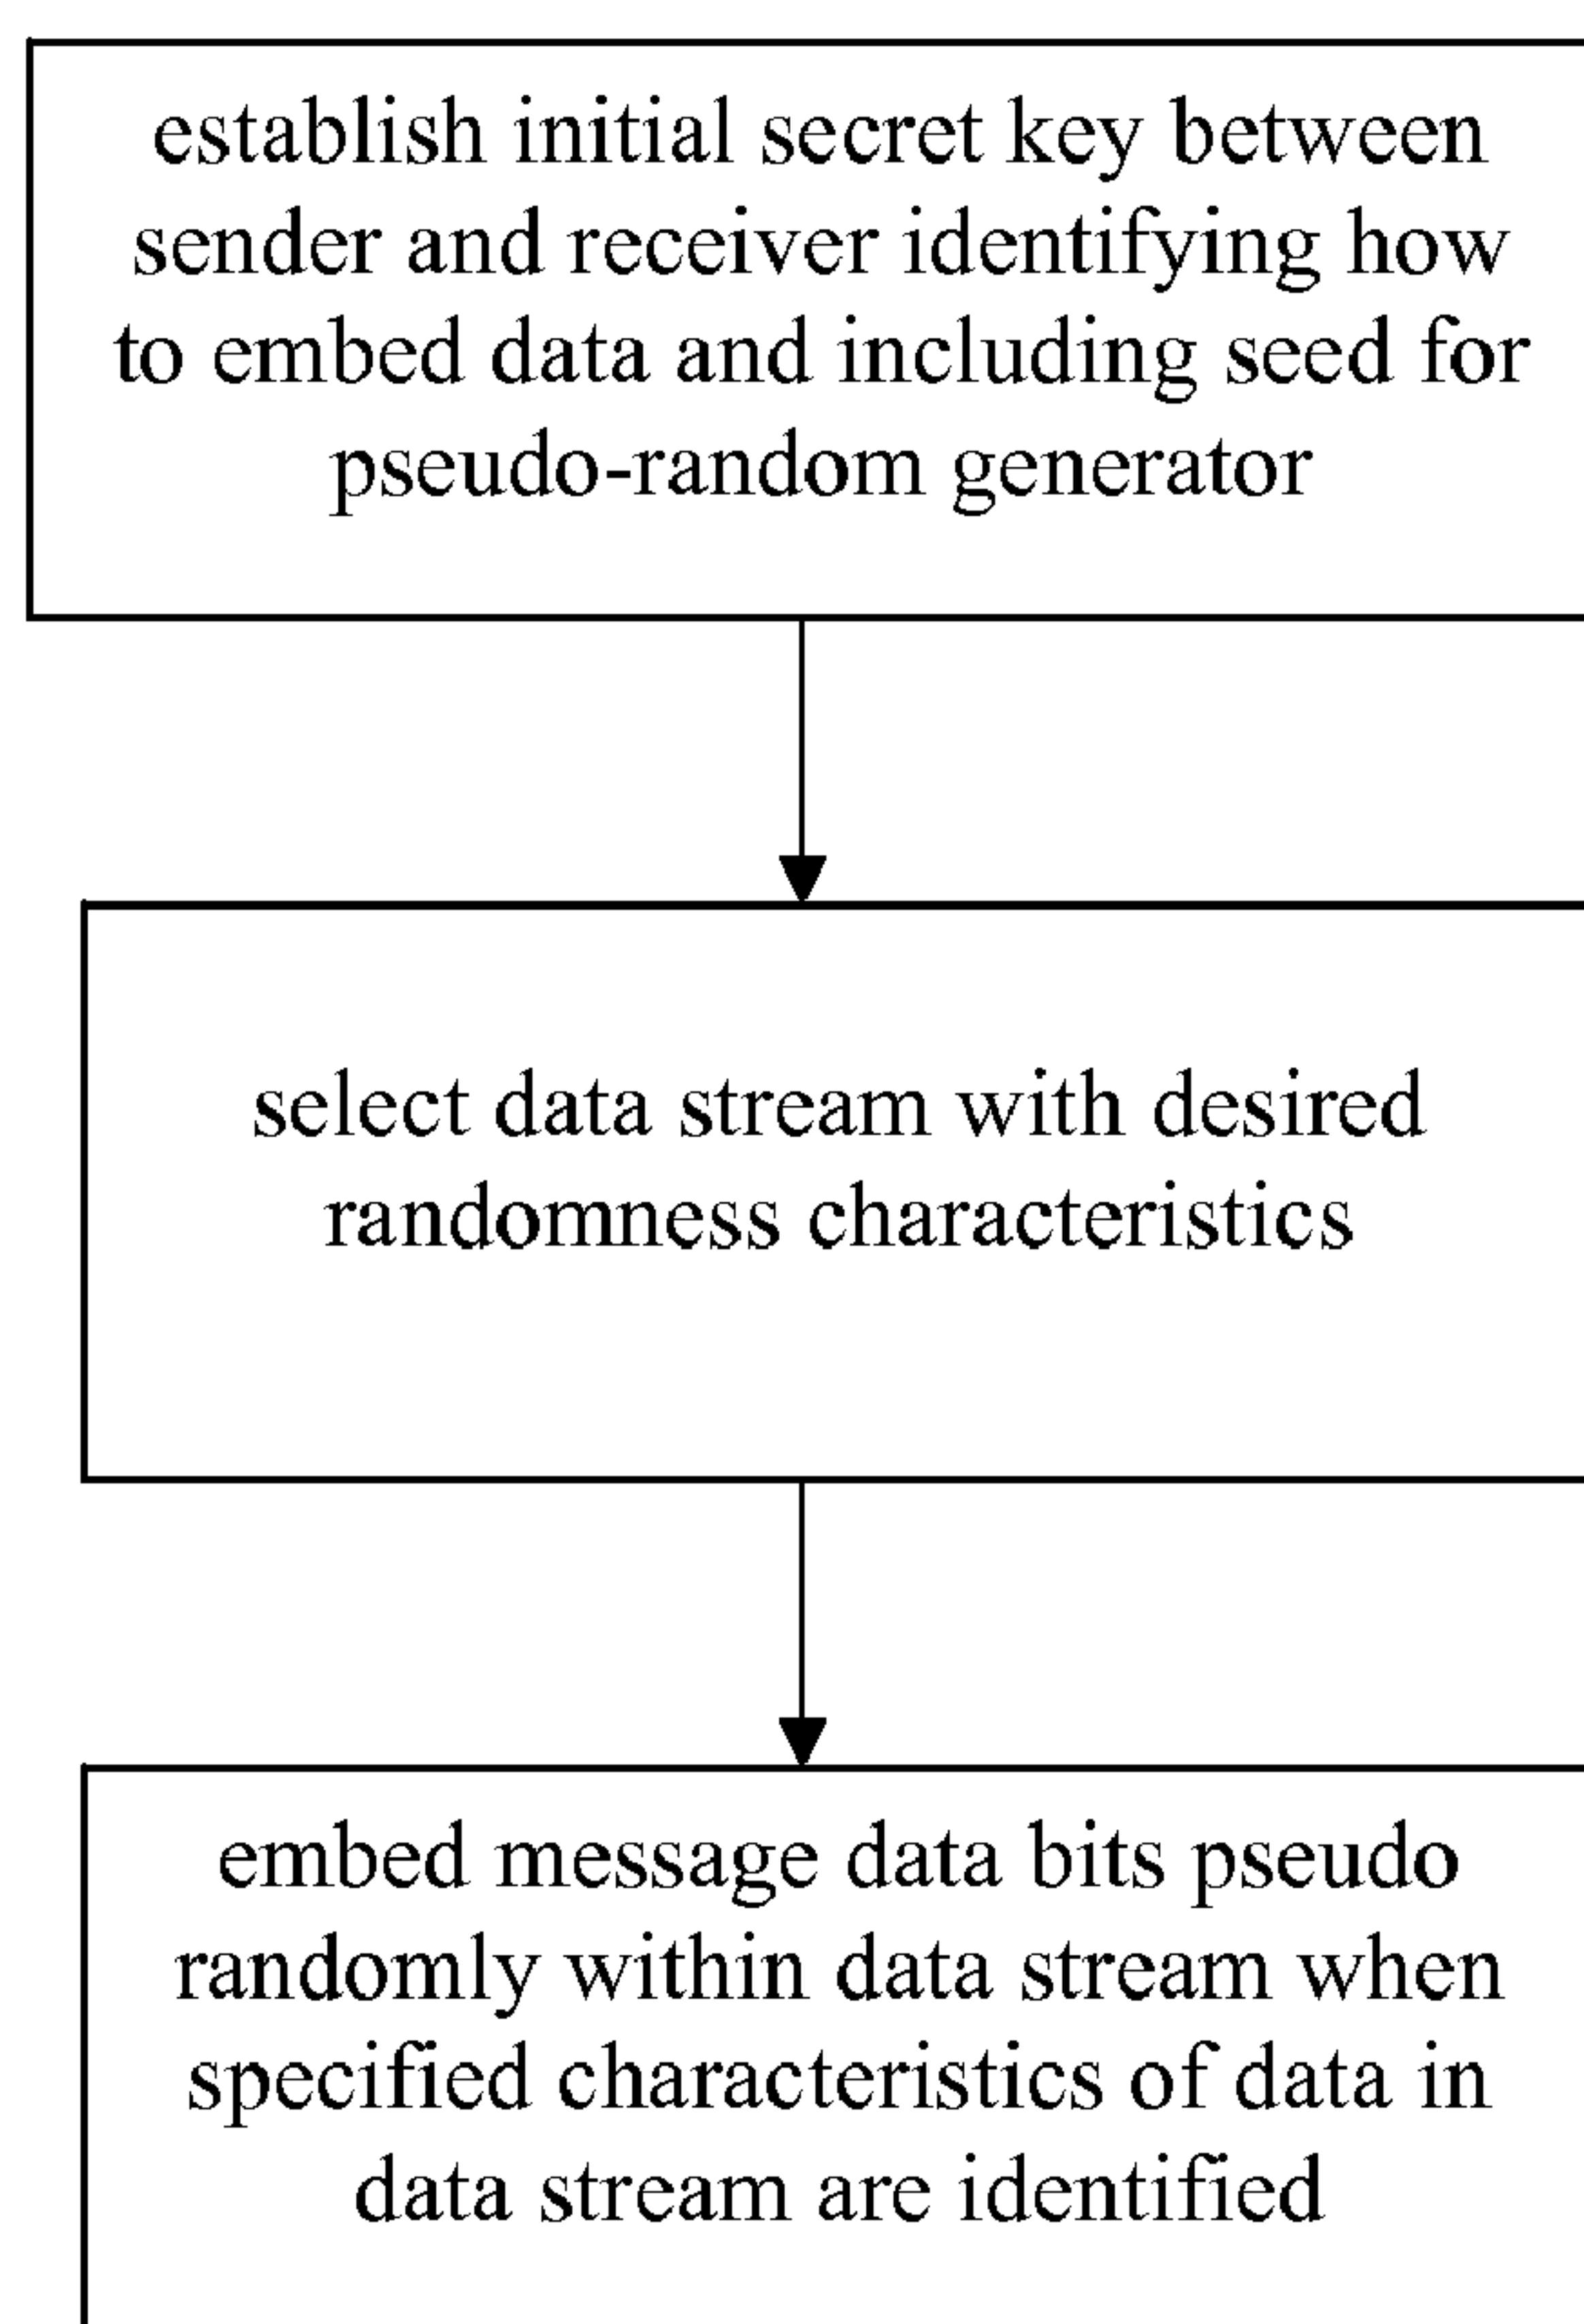 establish initial secret key between
sender and receiver identifying how
to embed data and including seed for
pseudo-random generator
select data stream with desired
randomness characteristics
embed message data bits pseudo
randomly within data stream when
specified characteristics of data in
data stream are identified